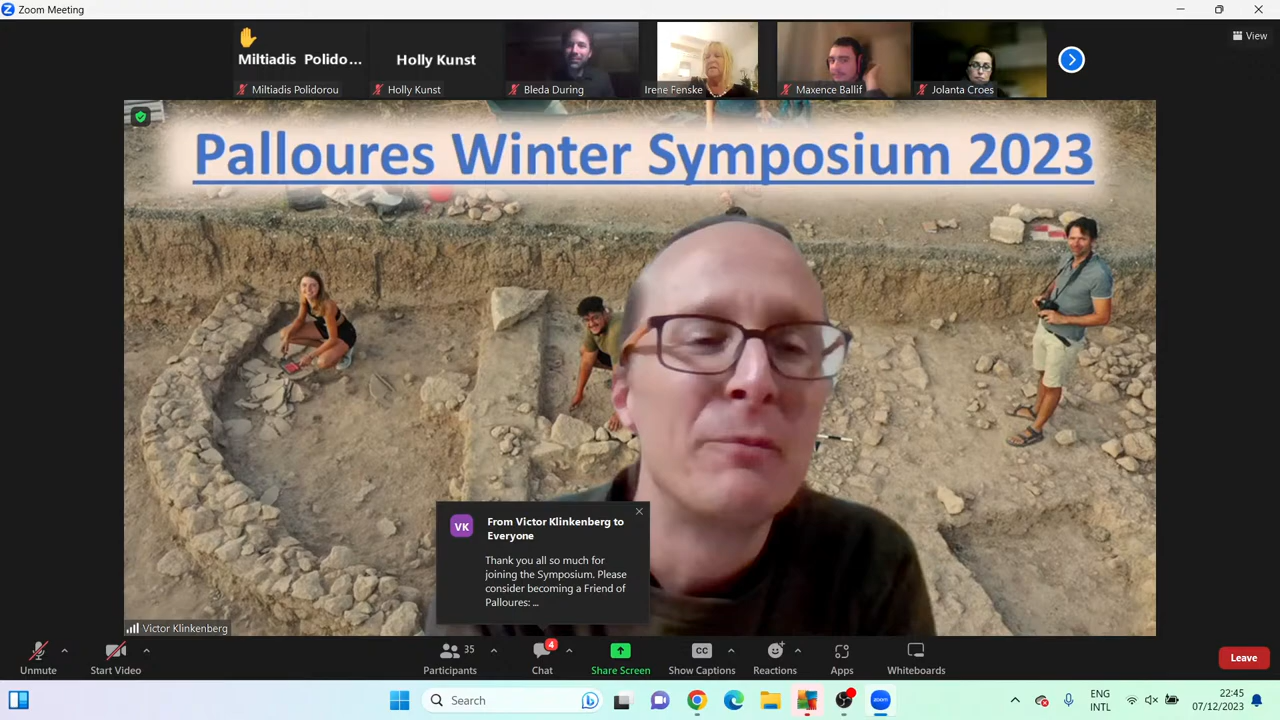 Zoom Meeting
View
Miltiadis Polido...
Holly Kunst
Miltiadis Polidorou
Holly Kunst
Bleda During
Irene Fenske
Maxence Ballif
Jolanta Croes
Palloures Winter Symposium 2023
VK
From Victor Klinkenberg to
Everyone
Thank you all so much for
joining the Symposium. Please
consider becoming a Friend of
Palloures: ...
Victor Klinkenberg
Unmute
Start Video
35
Participants
4
Chat
Share Screen
CC
Show Captions
Reactions
Apps
Whiteboards
Leave
Search
zoom
ENG
INTL
22:45
07/12/2023